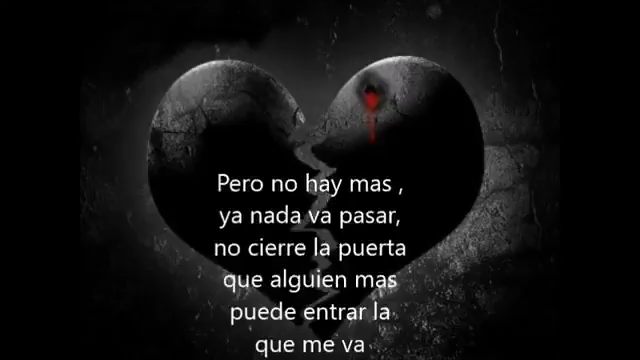 Pero no hay mas ,
ya nada va pasar,
no cierre la puerta
que alguien mas
puede entrar la
que me va